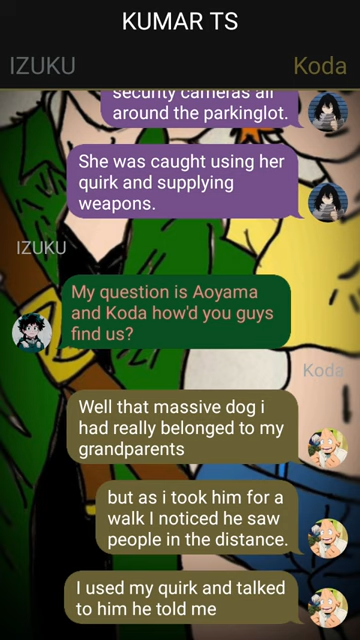 KUMAR TS
IZUKU
Koda
security cameras all
around the parkinglot.
She was caught using her
quirk and supplying
weapons.
IZUKU
My question is Aoyama
and Koda how'd you guys
find us?
Koda
Well that massive dog i
had really belonged to my
grandparents
but as i took him for a
walk I noticed he saw
people in the distance.
I used my quirk and talked
to him he told me